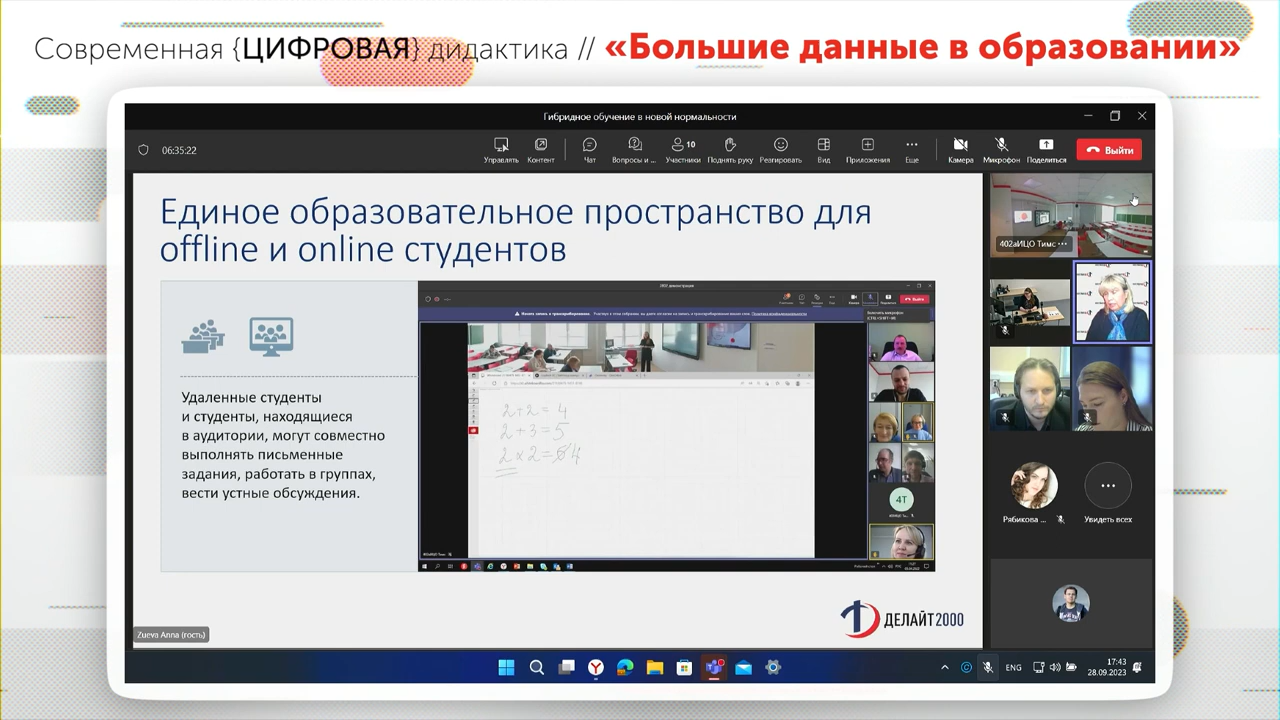 Современная {ЦИФРОВАЯ} дидактика // «Большие данные в образовании»
Гибридное обучение в новой нормальности
06:35:22
Управлять
Контент
Чат
Вопросы и ...
10
Участники
Поднять руку
Реагировать
Вид
Приложения
Еще
Камера
Микрофон
Поделиться
Выйти
Единое образовательное пространство для
offline и online студентов
402аИЦО Тимс ...
Удаленные студенты
и студенты, находящиеся
в аудитории, могут совместно
выполнять письменные
задания, работать в группах,
вести устные обсуждения.
Выйти
2+2=4
2+3=5
4Т
Рябикова ...
Увидеть всех
ДЕЛАЙТ2000
Zueva Anna (гость)
ENG
17:43
28.09.2023